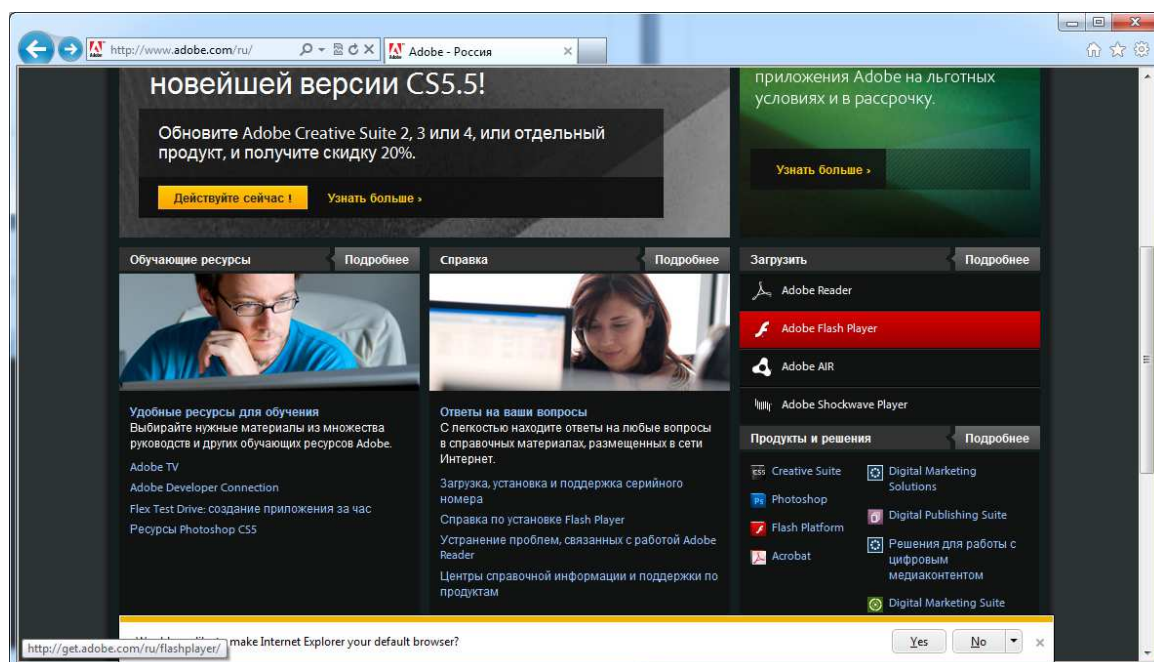 http://www.adobe.com/ru/
Adobe - Россия
новейшей версии CS5.5!
Обновите Adobe Creative Suite 2, 3 или 4, или отдельный
продукт, и получите скидку 20%.
Действуйте сейчас !
Узнать больше ›
приложения Adobe на льготных
условиях и в рассрочку.
Узнать больше ›
Обучающие ресурсы
Подробнее
Удобные ресурсы для обучения
Выбирайте нужные материалы из множества
руководств и других обучающих ресурсов Adobe.
Adobe TV
Adobe Developer Connection
Flex Test Drive: создание приложения за час
Ресурсы Photoshop CS5
Справка
Подробнее
Ответы на ваши вопросы
С легкостью находите ответы на любые вопросы
в справочных материалах, размещенных в сети
Интернет.
Загрузка, установка и поддержка серийного
номера
Справка по установке Flash Player
Устранение проблем, связанных с работой Adobe
Reader
Центры справочной информации и поддержки по
продуктам
Загрузить
Подробнее
Adobe Reader
Adobe Flash Player
Adobe AIR
Adobe Shockwave Player
Продукты и решения
Подробнее
Creative Suite
Photoshop
Flash Platform
Acrobat
Digital Marketing
Solutions
Digital Publishing Suite
Решения для работы с
цифровым
медиаконтентом
Digital Marketing Suite
make Internet Explorer your default browser?
Yes
No
http://get.adobe.com/ru/flashplayer/